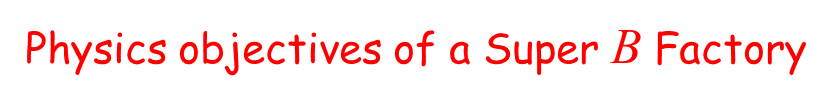 Physics objectives of a Super B Factory